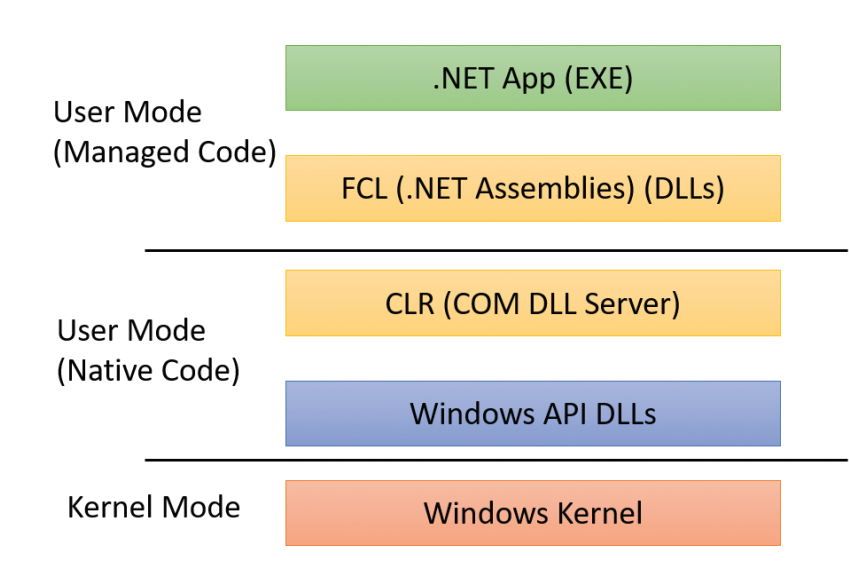 .NET App (EXE)
User Mode
(Managed Code)
FCL (.NET Assemblies) (DLLs)
CLR (COM DLL Server)
User Mode
(Native Code)
Windows API DLLs
Kernel Mode
Windows Kernel